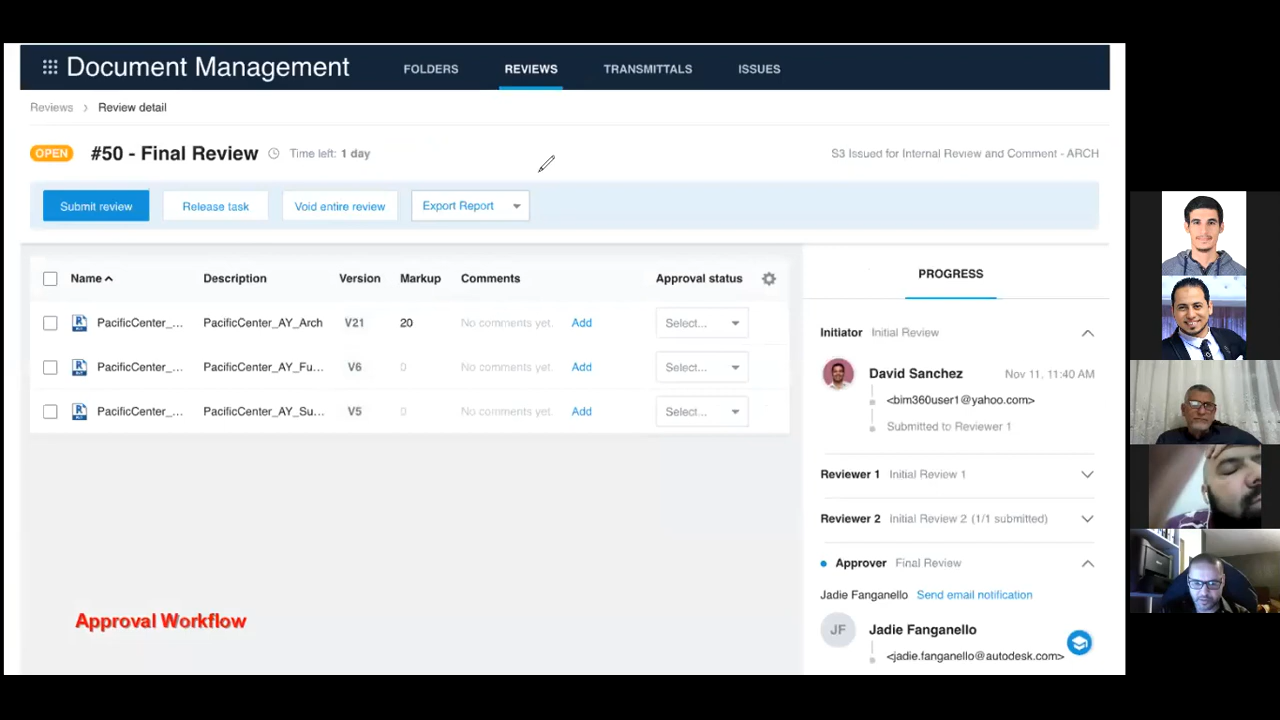 Document Management
FOLDERS
REVIEWS
TRANSMITTALS
ISSUES
Reviews > Review detail
OPEN
#50 - Final Review
Time left: 1 day
S3 Issued for Internal Review and Comment - ARCH
Submit review
Release task
Void entire review
Export Report
Name
Description
Version
Markup
Comments
Approval status
PacificCenter_...
PacificCenter_AY_Arch
V21
20
No comments yet.
Add
Select...
PacificCenter_...
PacificCenter_AY_Fu...
V6
0
No comments yet.
Add
Select...
PacificCenter_...
PacificCenter_AY_Su...
V5
0
No comments yet.
Add
Select...
Approval Workflow
PROGRESS
Initiator Initial Review
David Sanchez
Nov 11, 11:40 AM
<bim360user1@yahoo.com>
Submitted to Reviewer 1
Reviewer 1 Initial Review 1
Reviewer 2 Initial Review 2 (1/1 submitted)
Approver Final Review
Jadie Fanganello Send email notification
JF
Jadie Fanganello
<jadie.fanganello@autodesk.com>